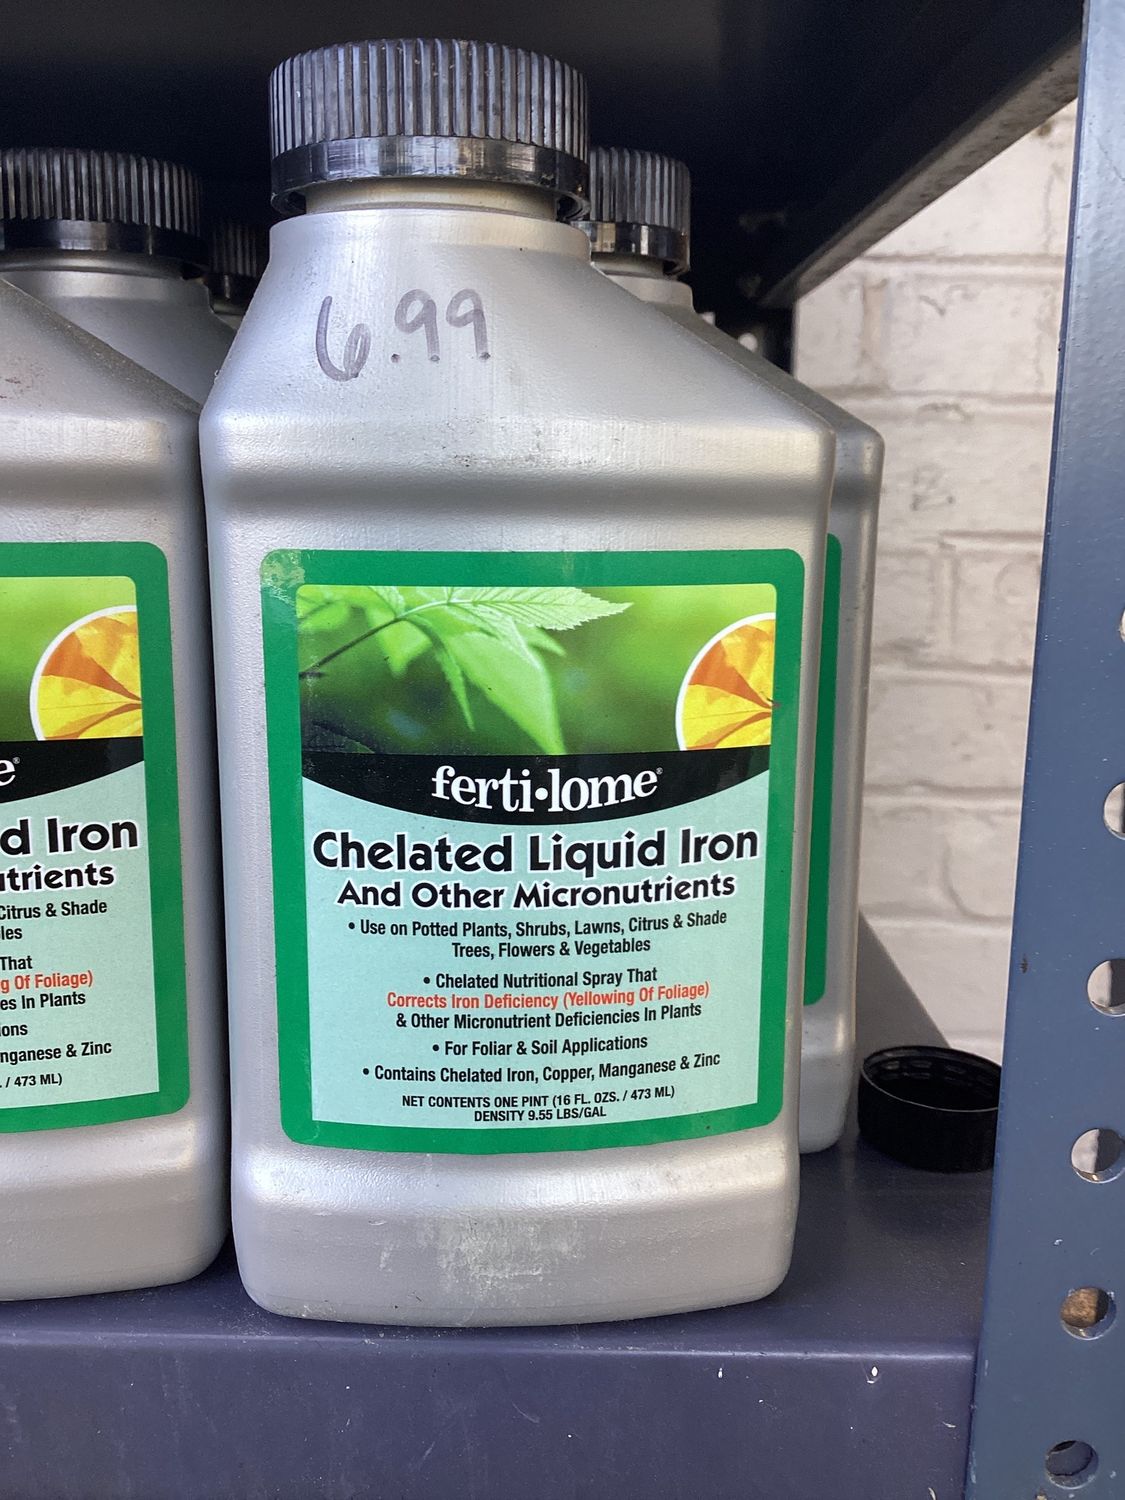 6.99
ferti•lome®
Chelated Liquid Iron
And Other Micronutrients
• Use on Potted Plants, Shrubs, Lawns, Citrus & Shade
Trees, Flowers & Vegetables
• Chelated Nutritional Spray That
Corrects Iron Deficiency (Yellowing Of Foliage)
& Other Micronutrient Deficiencies In Plants
• For Foliar & Soil Applications
• Contains Chelated Iron, Copper, Manganese & Zinc
NET CONTENTS ONE PINT (16 FL. OZS. / 473 ML)
DENSITY 9.55 LBS/GAL
e®
d Iron
utrients
Citrus & Shade
les
That
g Of Foliage)
es In Plants
ions
nganese & Zinc
. / 473 ML)